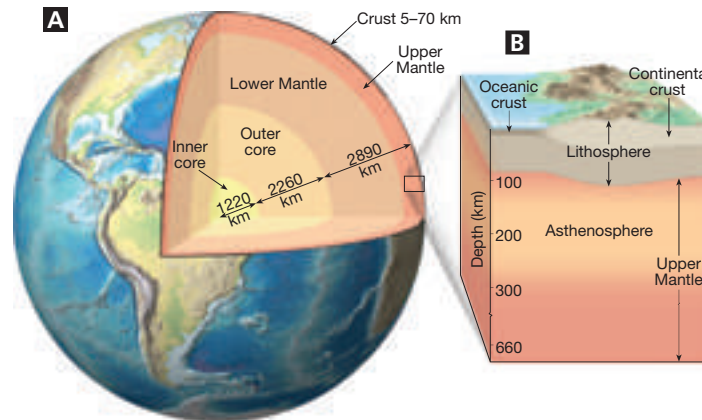 A
Crust 5–70 km
Upper
Mantle
Lower Mantle
Outer
core
Inner
core
2890
km
2260
km
1220
km
B
Oceanic
crust
Continenta
crust
Lithosphere
Asthenosphere
Upper
Mantle
Depth (km)
100
200
300
660